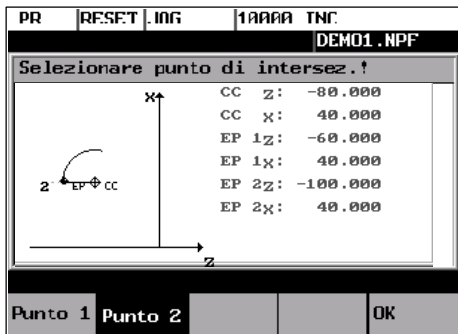 PR RESET JOG 10000 INC
DEMO1.NPF
Selezionare punto di intersez.!
X
CC Z: -80.000
CC X: 40.000
EP 1Z: -60.000
EP 1X: 40.000
EP 2Z: -100.000
EP 2X: 40.000
2 EP CC
Z
Punto 1 Punto 2 OK